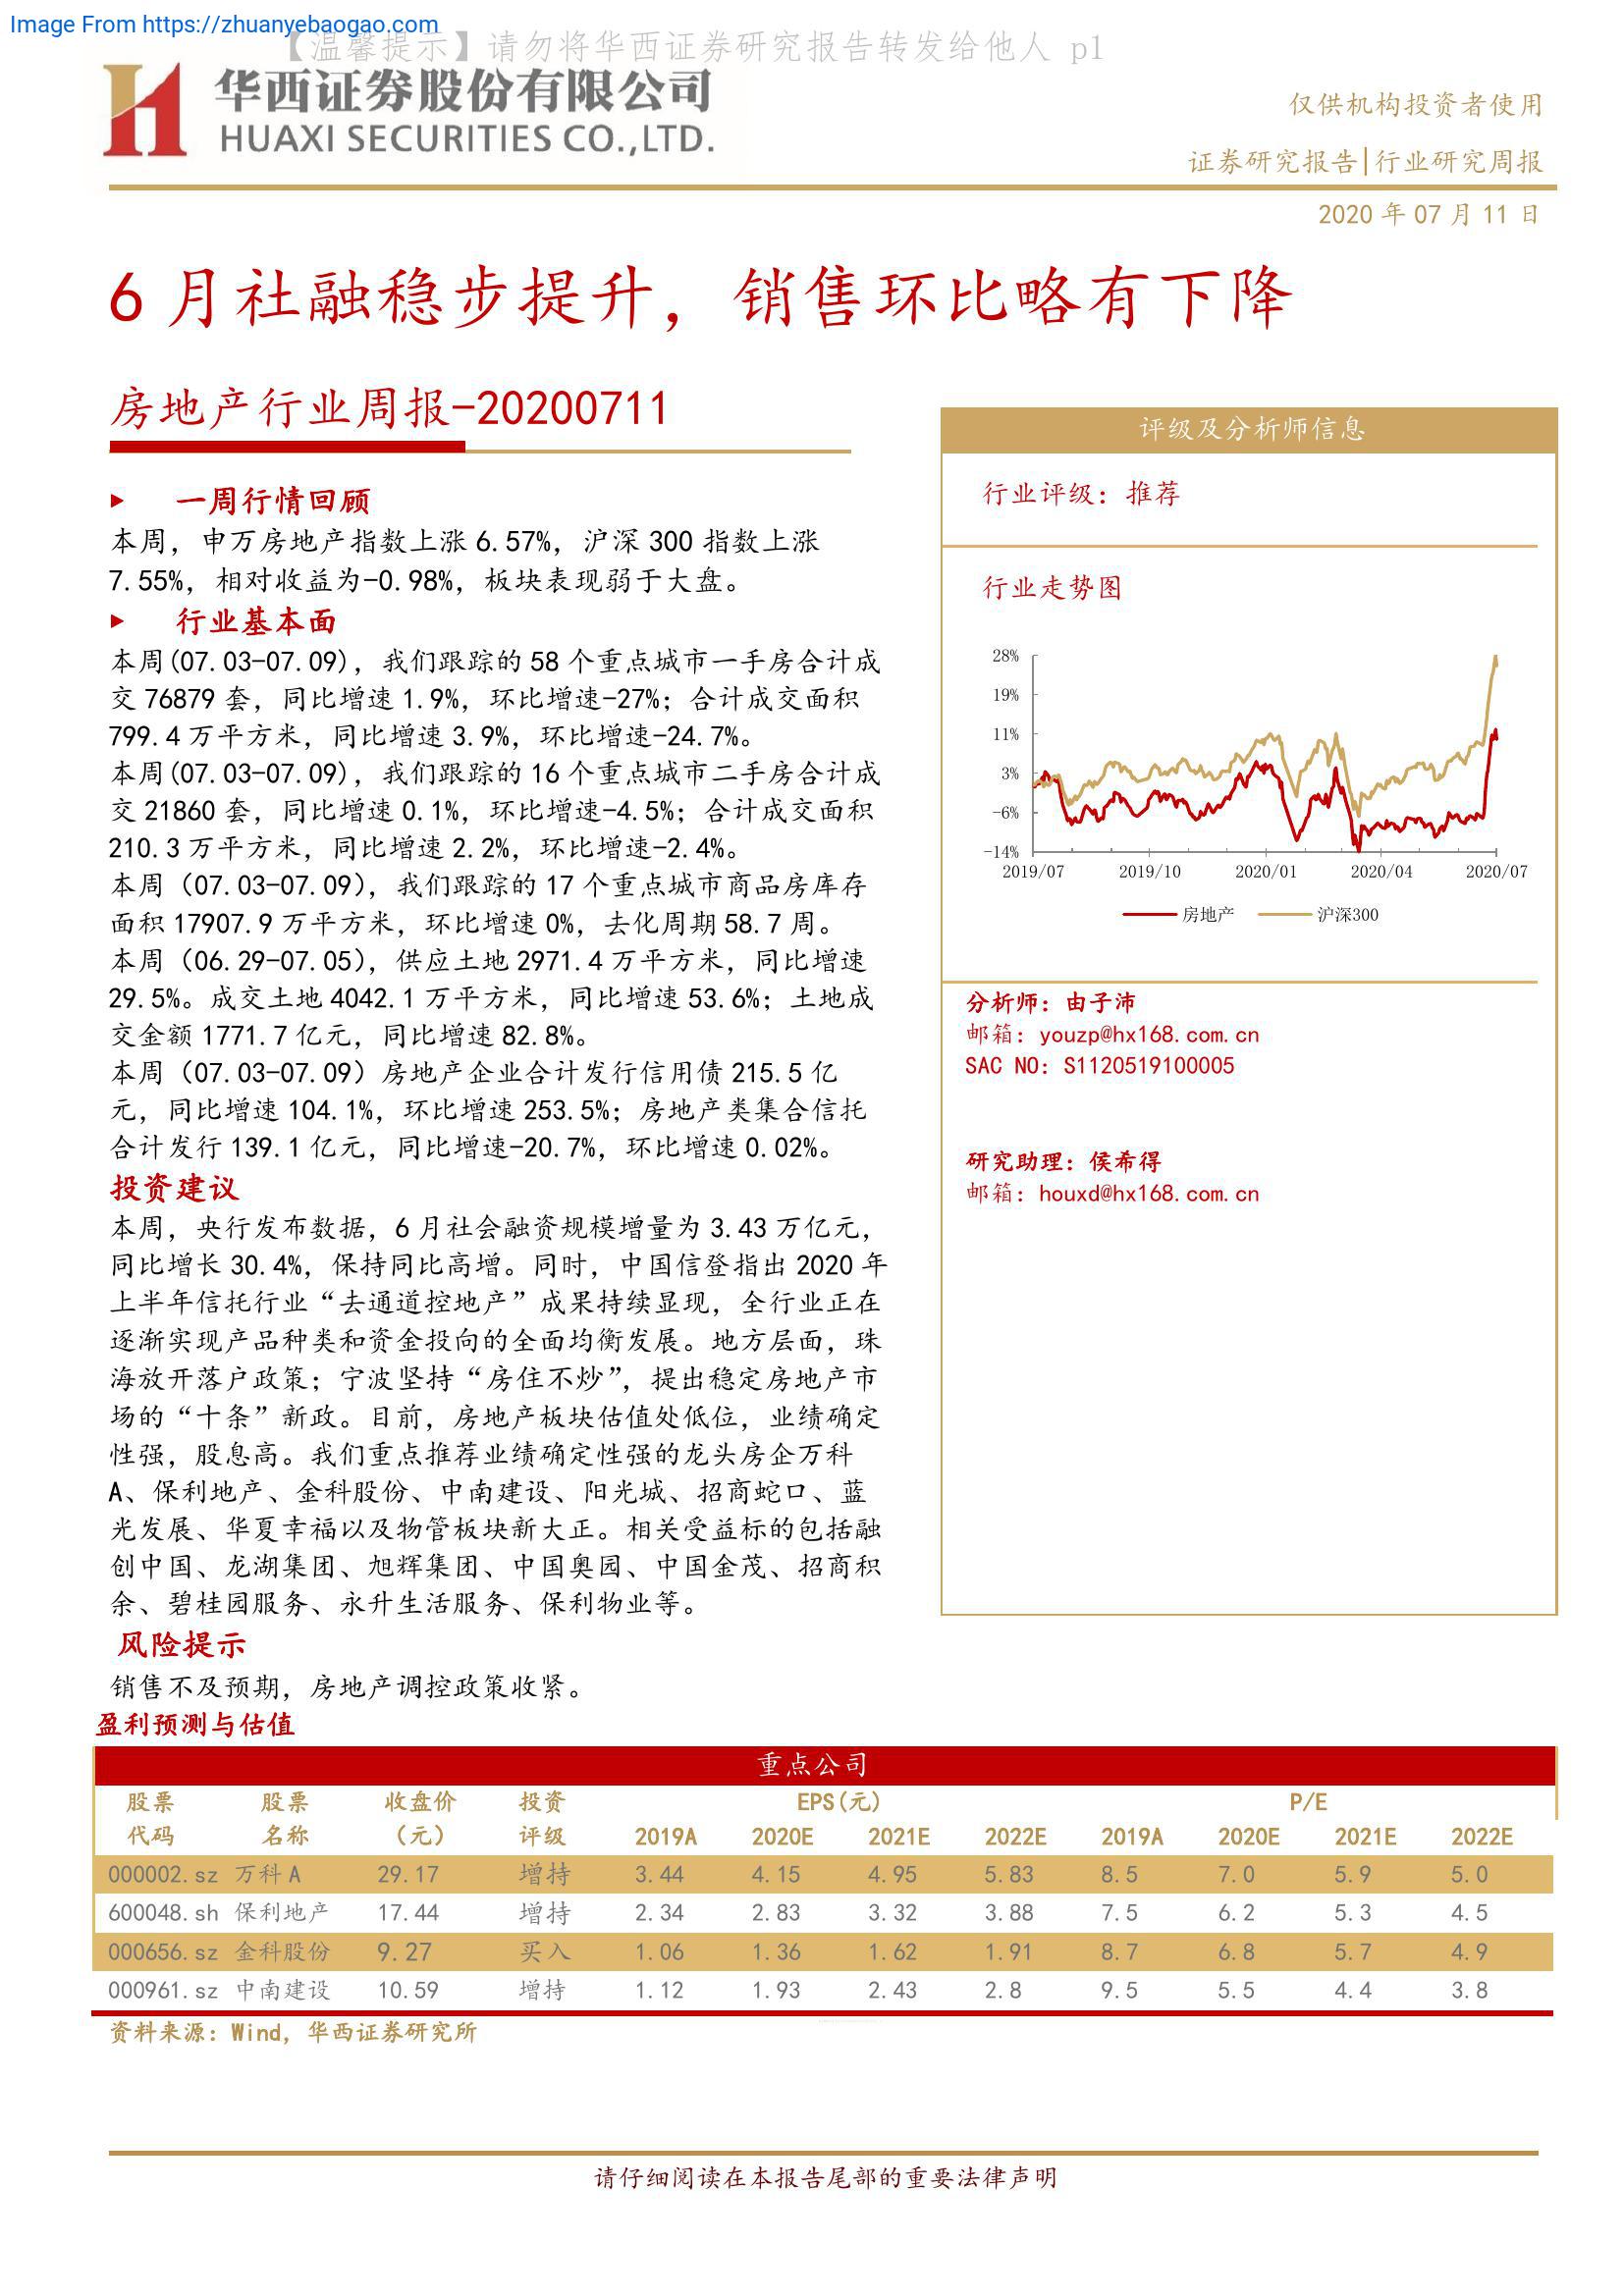 Image From https://zhuanyebaogao.com
【温馨提示】请勿将华西证券研究报告转发给他人 p1
华西证券股份有限公司
HUAXI SECURITIES CO.,LTD.
仅供机构投资者使用
证券研究报告|行业研究周报
2020 年 07 月 11 日
6 月社融稳步提升，销售环比略有下降
房地产行业周报-20200711
一周行情回顾
本周，申万房地产指数上涨 6.57%，沪深 300 指数上涨
7.55%，相对收益为-0.98%，板块表现弱于大盘。
行业基本面
本周(07.03-07.09)，我们跟踪的 58 个重点城市一手房合计成
交 76879 套，同比增速 1.9%，环比增速-27%；合计成交面积
799.4 万平方米，同比增速 3.9%，环比增速-24.7%。
本周(07.03-07.09)，我们跟踪的 16 个重点城市二手房合计成
交 21860 套，同比增速 0.1%，环比增速-4.5%；合计成交面积
210.3 万平方米，同比增速 2.2%，环比增速-2.4%。
本周（07.03-07.09），我们跟踪的 17 个重点城市商品房库存
面积 17907.9 万平方米，环比增速 0%，去化周期 58.7 周。
本周（06.29-07.05），供应土地 2971.4 万平方米，同比增速
29.5%。成交土地 4042.1 万平方米，同比增速 53.6%；土地成
交金额 1771.7 亿元，同比增速 82.8%。
本周（07.03-07.09）房地产企业合计发行信用债 215.5 亿
元，同比增速 104.1%，环比增速 253.5%；房地产类集合信托
合计发行 139.1 亿元，同比增速-20.7%，环比增速 0.02%。
投资建议
本周，央行发布数据，6 月社会融资规模增量为 3.43 万亿元，
同比增长 30.4%，保持同比高增。同时，中国信登指出 2020 年
上半年信托行业“去通道控地产”成果持续显现，全行业正在
逐渐实现产品种类和资金投向的全面均衡发展。地方层面，珠
海放开落户政策；宁波坚持“房住不炒”，提出稳定房地产市
场的“十条”新政。目前，房地产板块估值处低位，业绩确定
性强，股息高。我们重点推荐业绩确定性强的龙头房企万科
A、保利地产、金科股份、中南建设、阳光城、招商蛇口、蓝
光发展、华夏幸福以及物管板块新大正。相关受益标的包括融
创中国、龙湖集团、旭辉集团、中国奥园、中国金茂、招商积
余、碧桂园服务、永升生活服务、保利物业等。
风险提示
销售不及预期，房地产调控政策收紧。
评级及分析师信息
行业评级：推荐
行业走势图
28%
19%
11%
3%
-6%
-14%
2019/07 2019/10 2020/01 2020/04 2020/07
房地产 沪深300
分析师：由子沛
邮箱：youzp@hx168.com.cn
SAC NO：S1120519100005
研究助理：侯希得
邮箱：houxd@hx168.com.cn
盈利预测与估值
重点公司
股票 股票 收盘价 投资 EPS(元) P/E
代码 名称 （元） 评级 2019A 2020E 2021E 2022E 2019A 2020E 2021E 2022E
000002.sz 万科 A 29.17 增持 3.44 4.15 4.95 5.83 8.5 7.0 5.9 5.0
600048.sh 保利地产 17.44 增持 2.34 2.83 3.32 3.88 7.5 6.2 5.3 4.5
000656.sz 金科股份 9.27 买入 1.06 1.36 1.62 1.91 8.7 6.8 5.7 4.9
000961.sz 中南建设 10.59 增持 1.12 1.93 2.43 2.8 9.5 5.5 4.4 3.8
资料来源：Wind，华西证券研究所
请仔细阅读在本报告尾部的重要法律声明